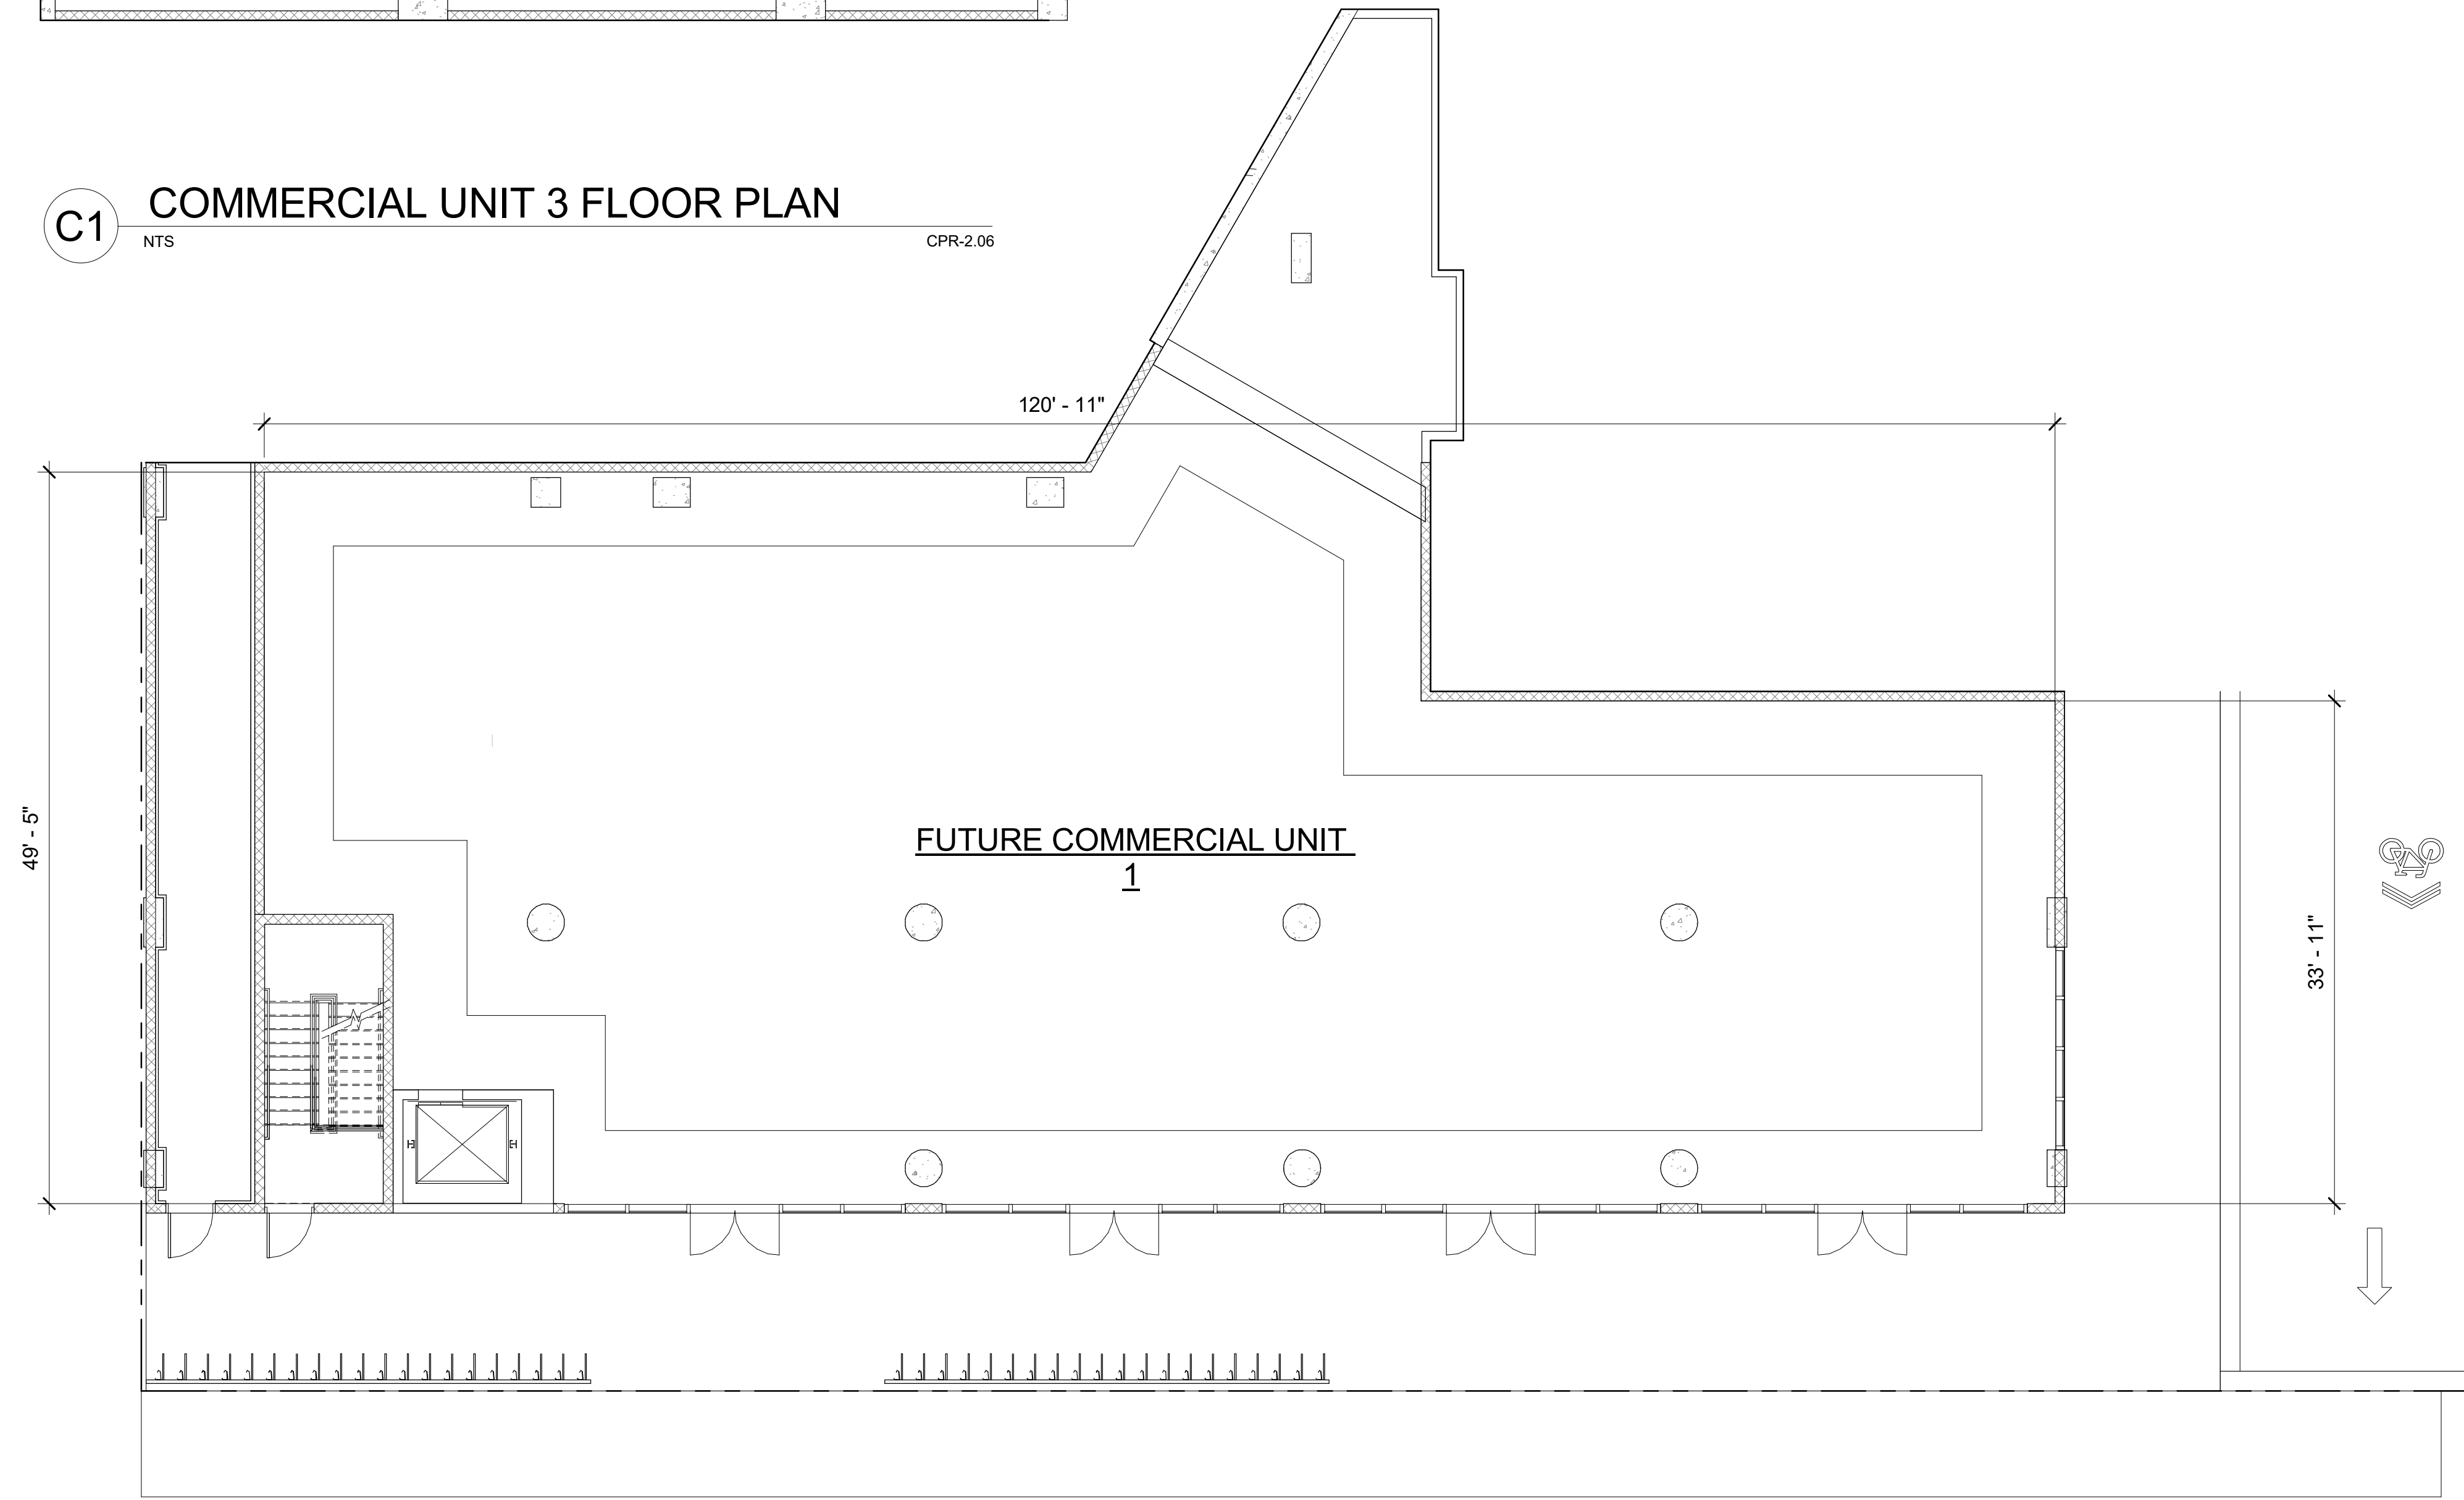 COMMERCIAL UNIT 3 FLOOR PLAN
C1
NTS
CPR-2.06
120' - 11"
49' - 5"
FUTURE COMMERCIAL UNIT
1
33' - 11"